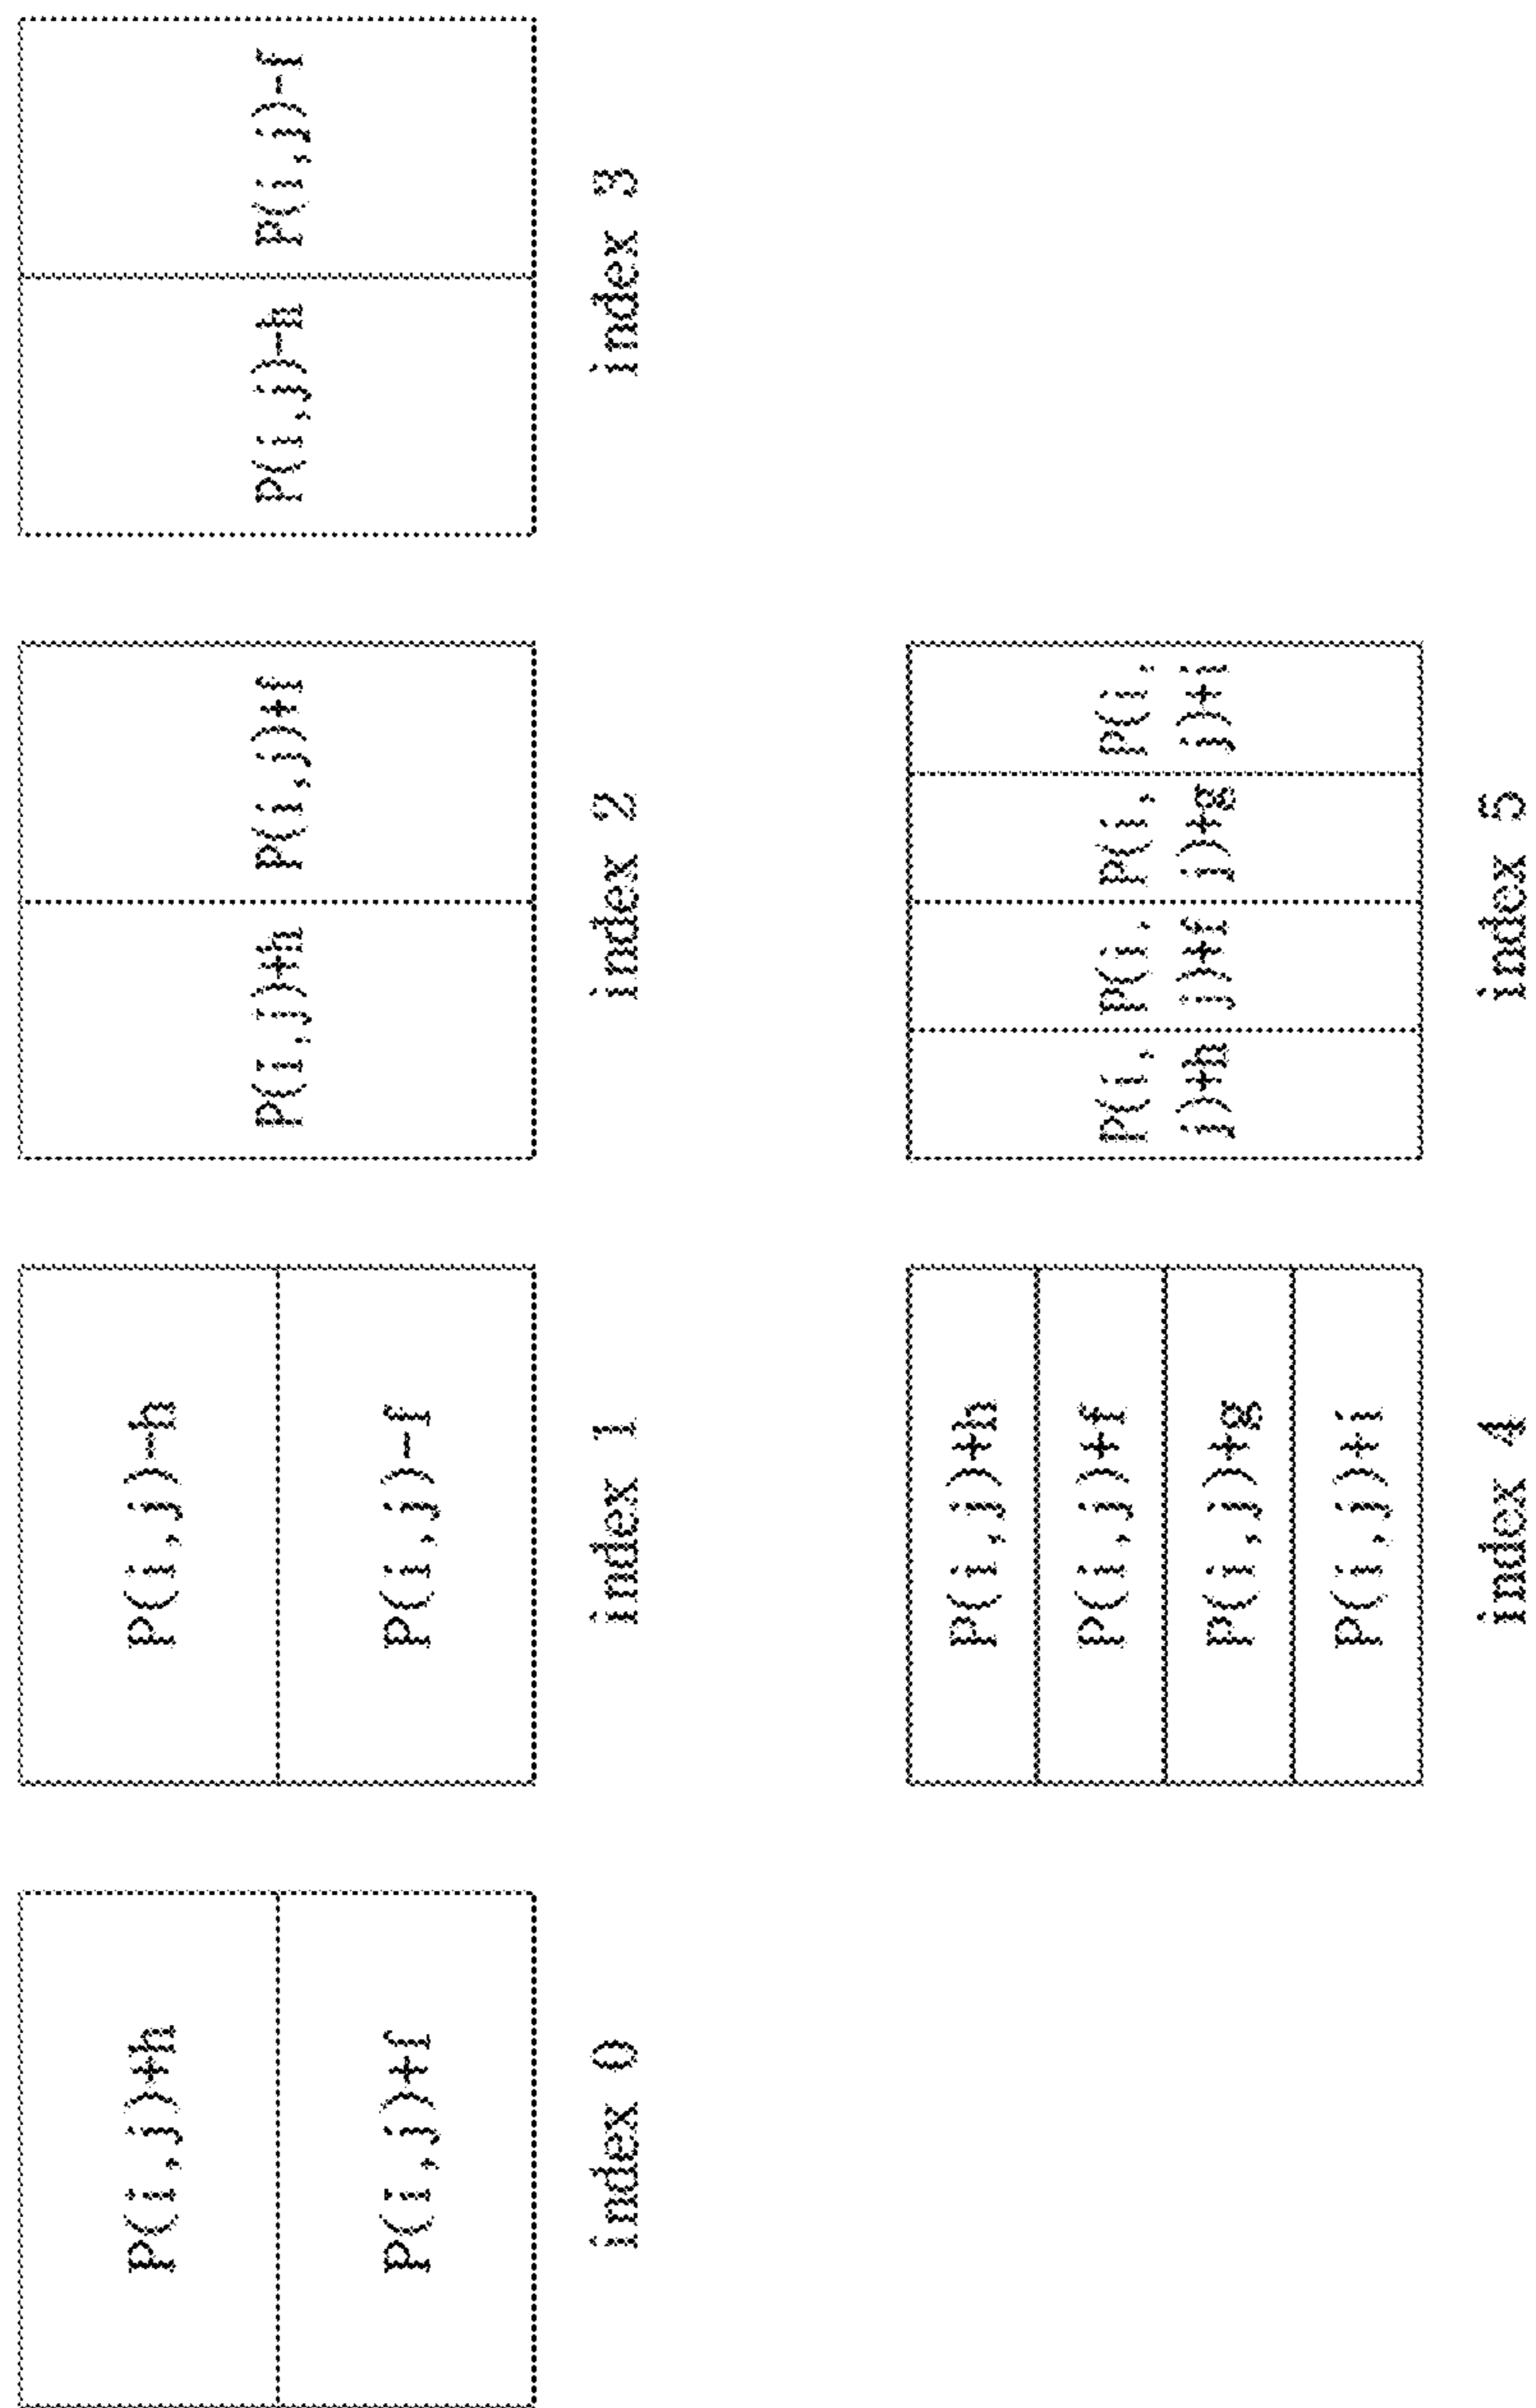 P(i,j)+h
P(i,j)+f
index 0
P(i,j)-h
P(i,j)-f
index 1
P(i,j)+h
P(i,j)+f
index 2
P(i,j)-h
P(i,j)-f
index 3
P(i,j)+h
P(i,j)+f
P(i,j)+g
P(i,j)+i
index 4
P(i,
j)+h
P(i,
j)+f
P(i,
j)+g
P(i,
j)+i
index 5